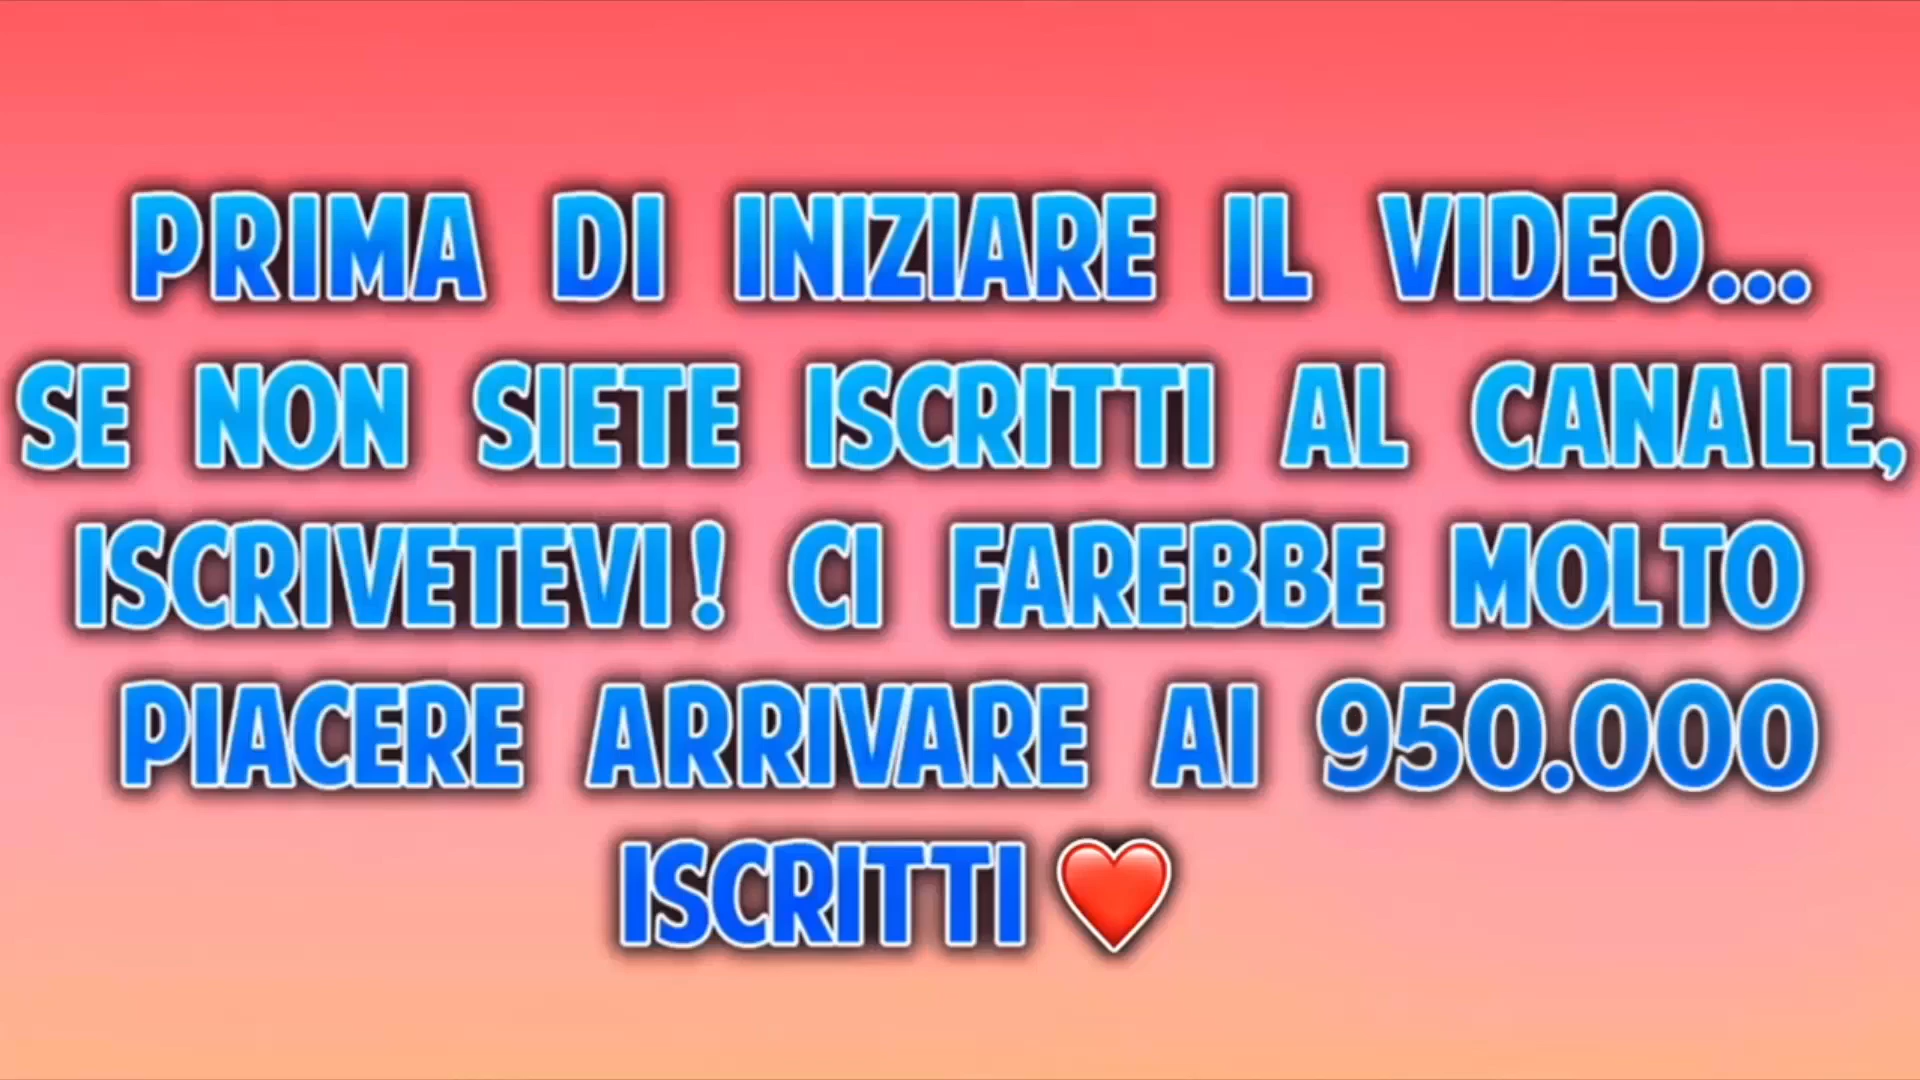 PRIMA DI INIZIARE IL VIDEO...
SE NON SIETE ISCRITTI AL CANALE,
ISCRIVETEVI! CI FAREBBE MOLTO
PIACERE ARRIVARE AI 950.000
ISCRITTI ❤️